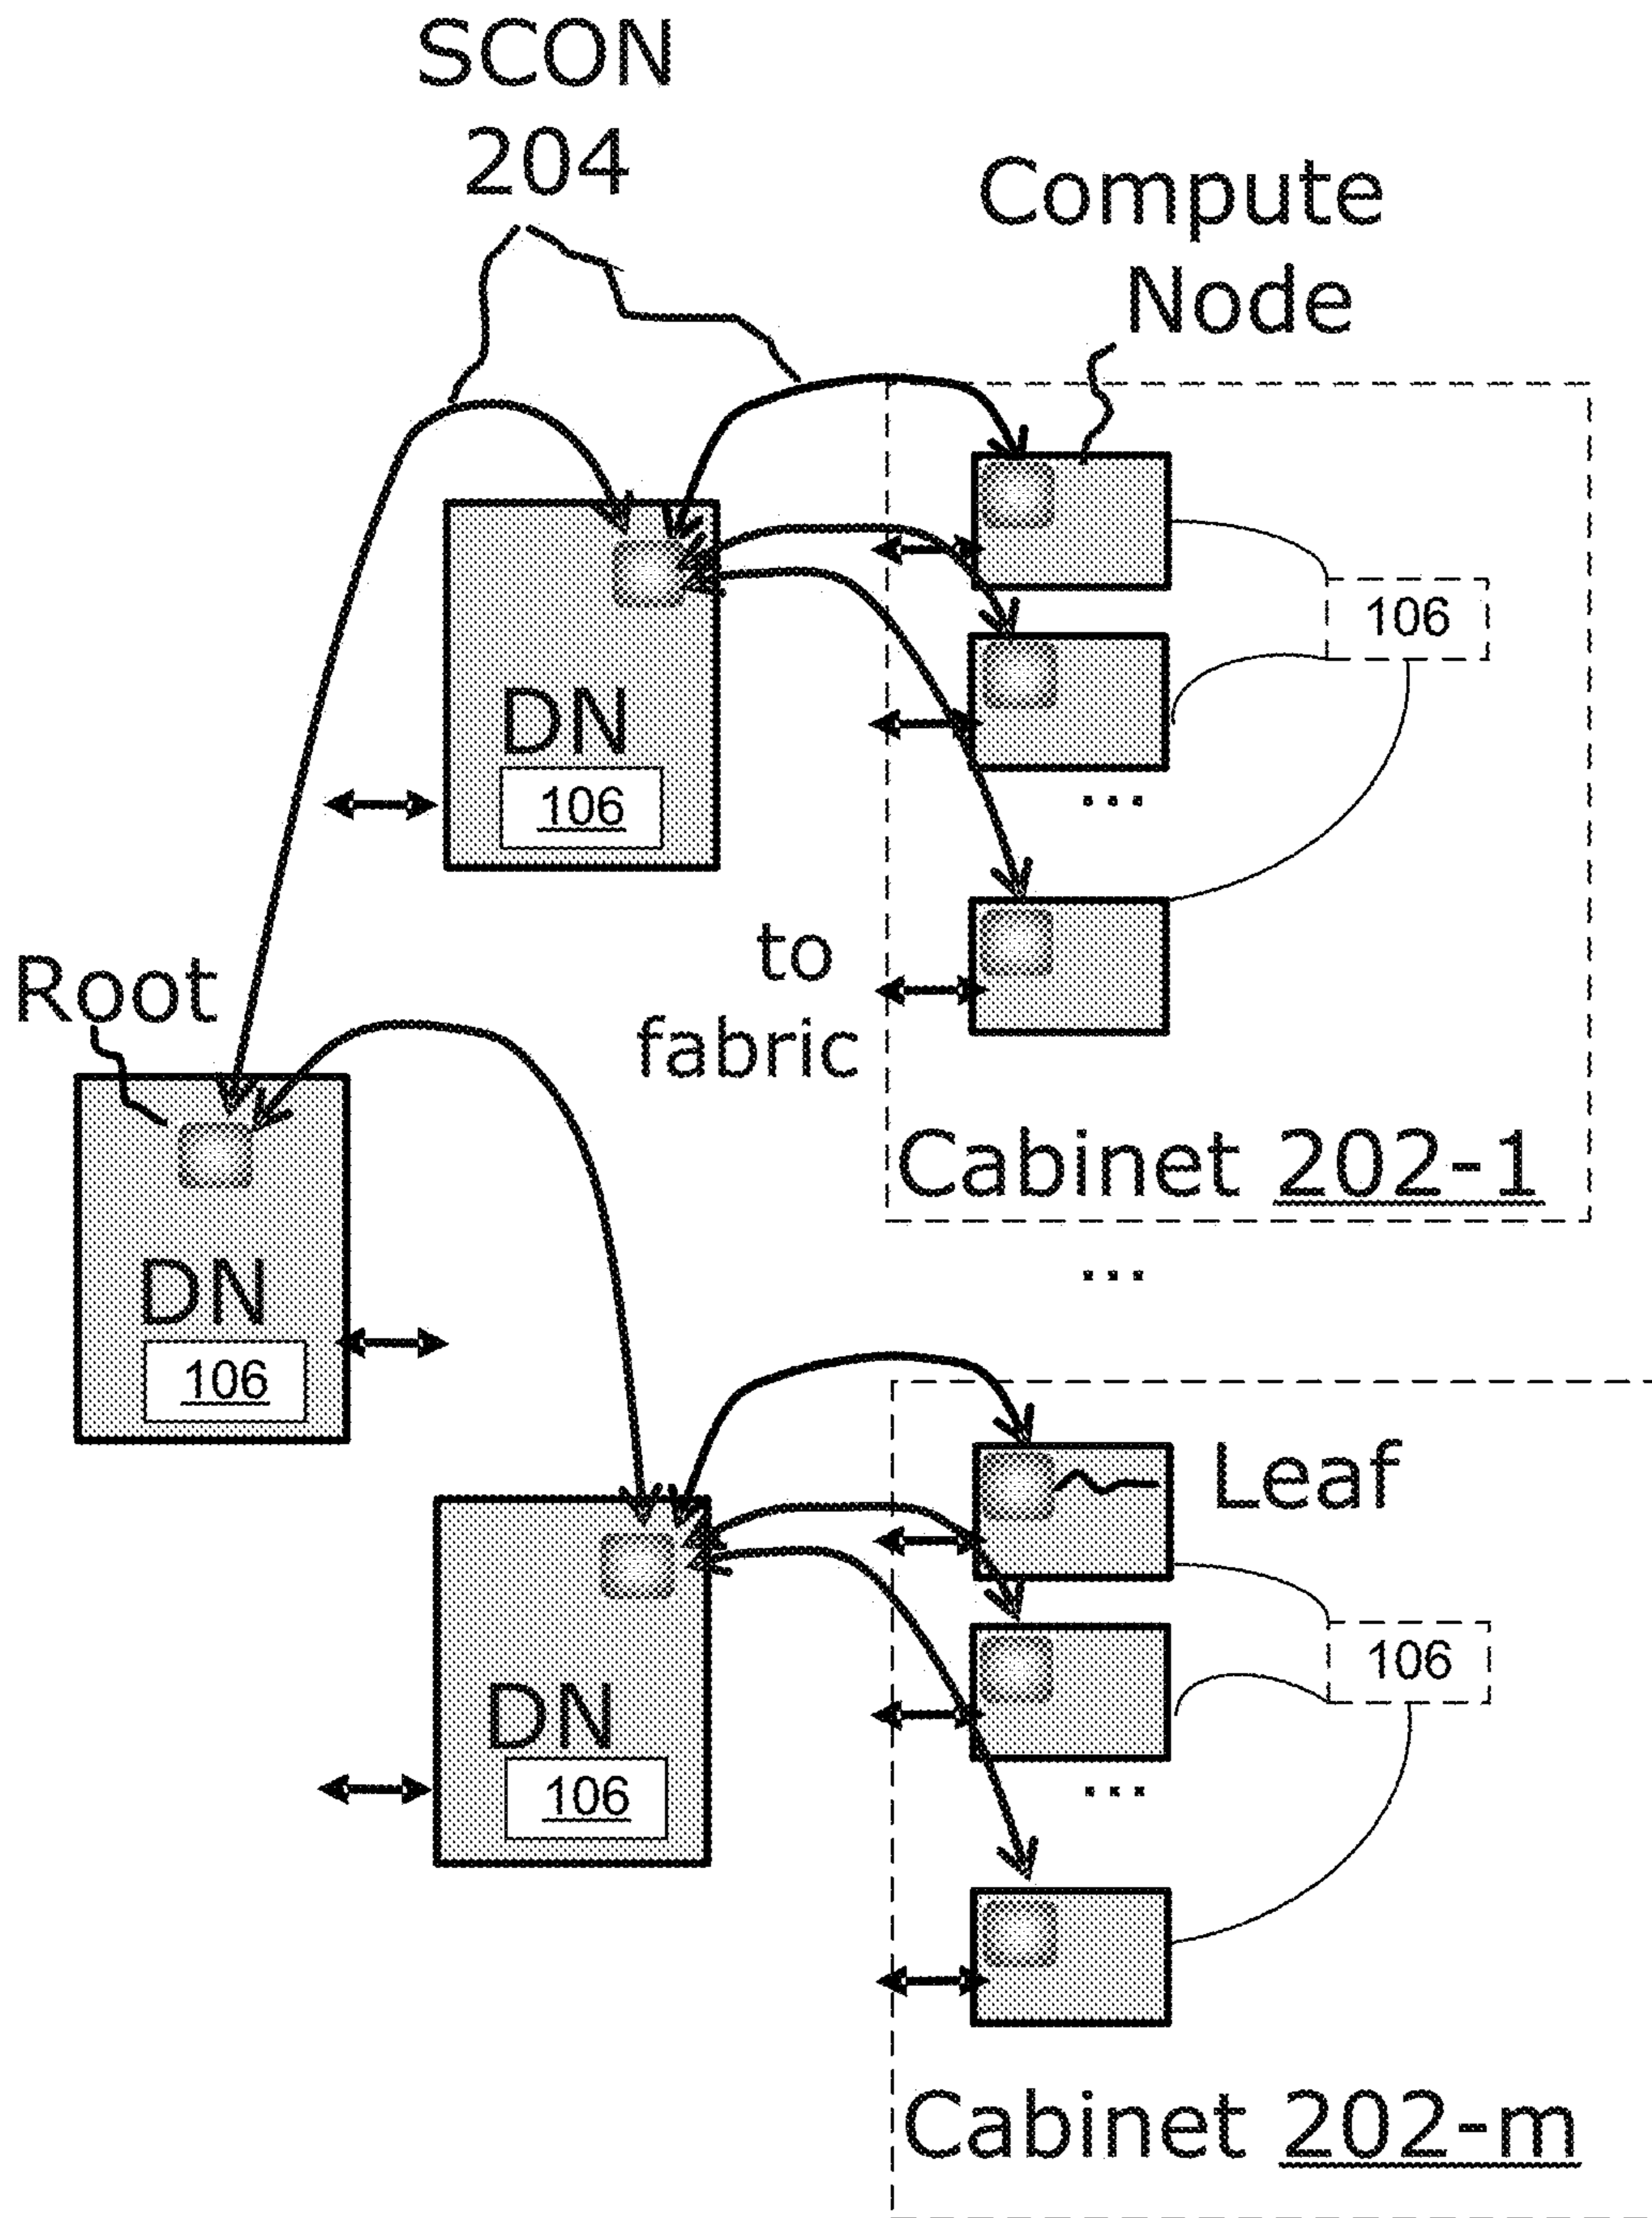 SCON
204
Compute
Node
106
DN
106
to
fabric
Root
Cabinet 202-1
...
DN
106
...
Leaf
106
DN
106
...
Cabinet 202-m